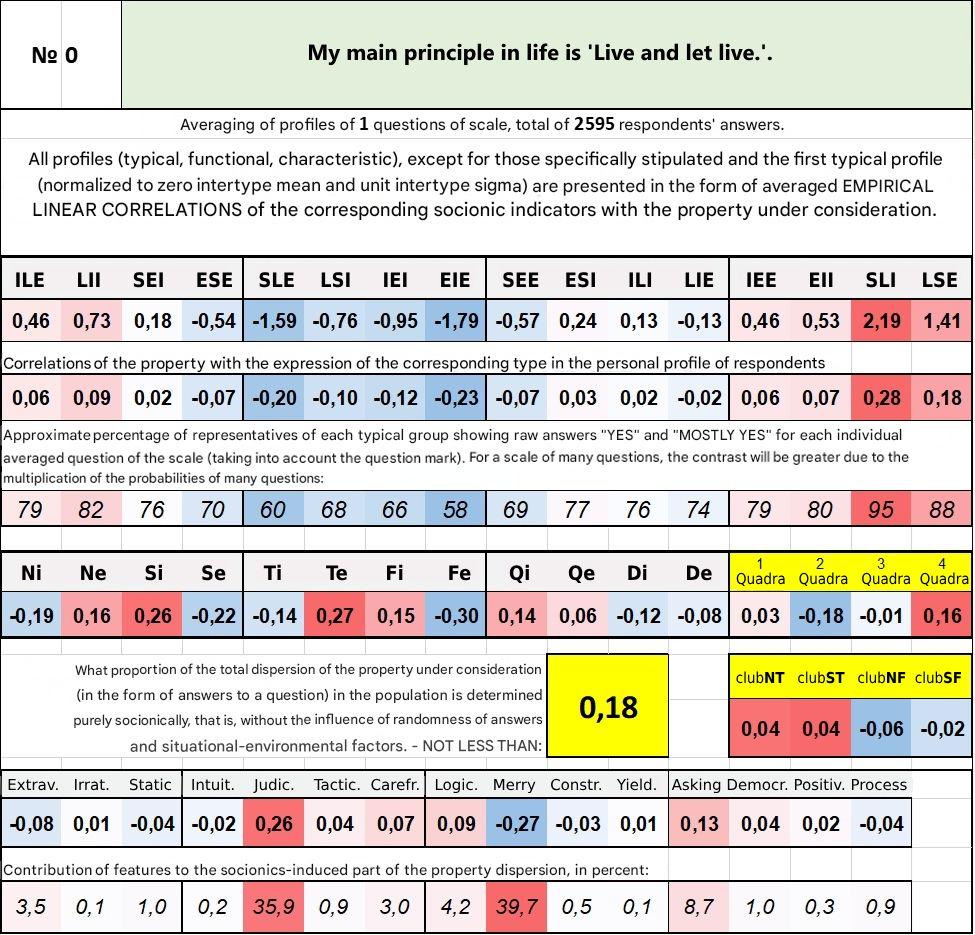 № 0
My main principle in life is 'Live and let live.'.
Averaging of profiles of 1 questions of scale, total of 2595 respondents' answers.
All profiles (typical, functional, characteristic), except for those specifically stipulated and the first typical profile
(normalized to zero intertype mean and unit intertype sigma) are presented in the form of averaged EMPIRICAL
LINEAR CORRELATIONS of the corresponding socionic indicators with the property under consideration.
ILE LII SEI ESE SLE LSI IEI EIE SEE ESI ILI LIE IEE EII SLI LSE
0,46 0,73 0,18 -0,54 -1,59 -0,76 -0,95 -1,79 -0,57 0,24 0,13 -0,13 0,46 0,53 2,19 1,41
Correlations of the property with the expression of the corresponding type in the personal profile of respondents
0,06 0,09 0,02 -0,07 -0,20 -0,10 -0,12 -0,23 -0,07 0,03 0,02 -0,02 0,06 0,07 0,28 0,18
Approximate percentage of representatives of each typical group showing raw answers "YES" and "MOSTLY YES" for each individual
averaged question of the scale (taking into account the question mark). For a scale of many questions, the contrast will be greater due to the
multiplication of the probabilities of many questions:
79 82 76 70 60 68 66 58 69 77 76 74 79 80 95 88
Ni Ne Si Se Ti Te Fi Fe Qi Qe Di De 1 Quadra 2 Quadra 3 Quadra 4 Quadra
-0,19 0,16 0,26 -0,22 -0,14 0,27 0,15 -0,30 0,14 0,06 -0,12 -0,08 0,03 -0,18 -0,01 0,16
What proportion of the total dispersion of the property under consideration
(in the form of answers to a question) in the population is determined
purely socionically, that is, without the influence of randomness of answers
and situational-environmental factors. - NOT LESS THAN:
0,18
clubNT clubST clubNF clubSF
0,04 0,04 -0,06 -0,02
Extrav. Irrat. Static Intuit. Judic. Tactic. Carefr. Logic. Merry Constr. Yield. Asking Democr. Positiv. Process
-0,08 0,01 -0,04 -0,02 0,26 0,04 0,07 0,09 -0,27 -0,03 0,01 0,13 0,04 0,02 -0,04
Contribution of features to the socionics-induced part of the property dispersion, in percent:
3,5 0,1 1,0 0,2 35,9 0,9 3,0 4,2 39,7 0,5 0,1 8,7 1,0 0,3 0,9